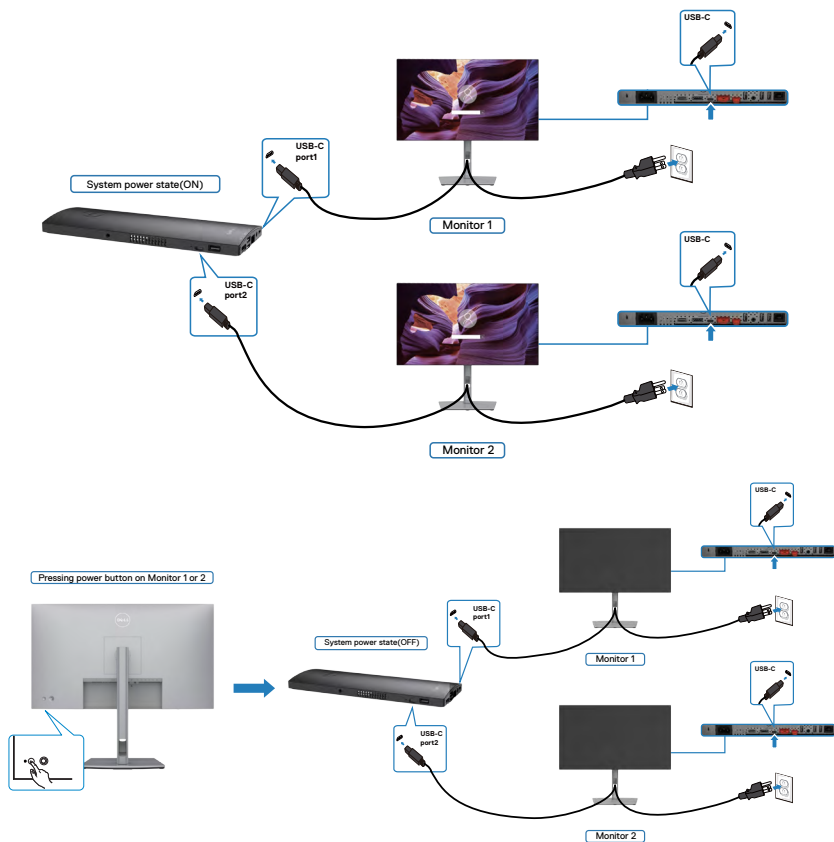 USB-C
USB-C
port1
System power state(ON)
Monitor 1
USB-C
USB-C
port2
Monitor 2
USB-C
Pressing power button on Monitor 1 or 2
DELL
USB-C
port1
System power state(OFF)
Monitor 1
USB-C
USB-C
port2
Monitor 2